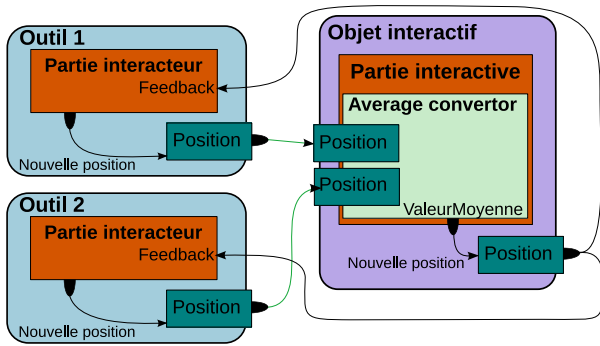 Outil 1
Partie interacteur
Feedback
Position
Nouvelle position
Outil 2
Partie interacteur
Feedback
Position
Nouvelle position
Objet interactif
Partie interactive
Average convertor
Position
Position
ValeurMoyenne
Position
Nouvelle position